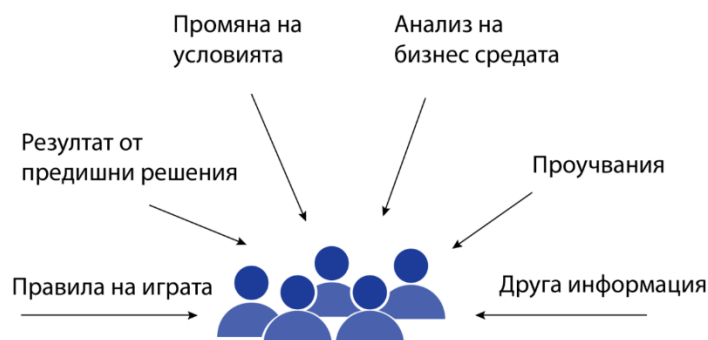 Промяна на
условията
Анализ на
бизнес средата
Резултат от
предишни решения
Проучвания
Правила на играта
Друга информация